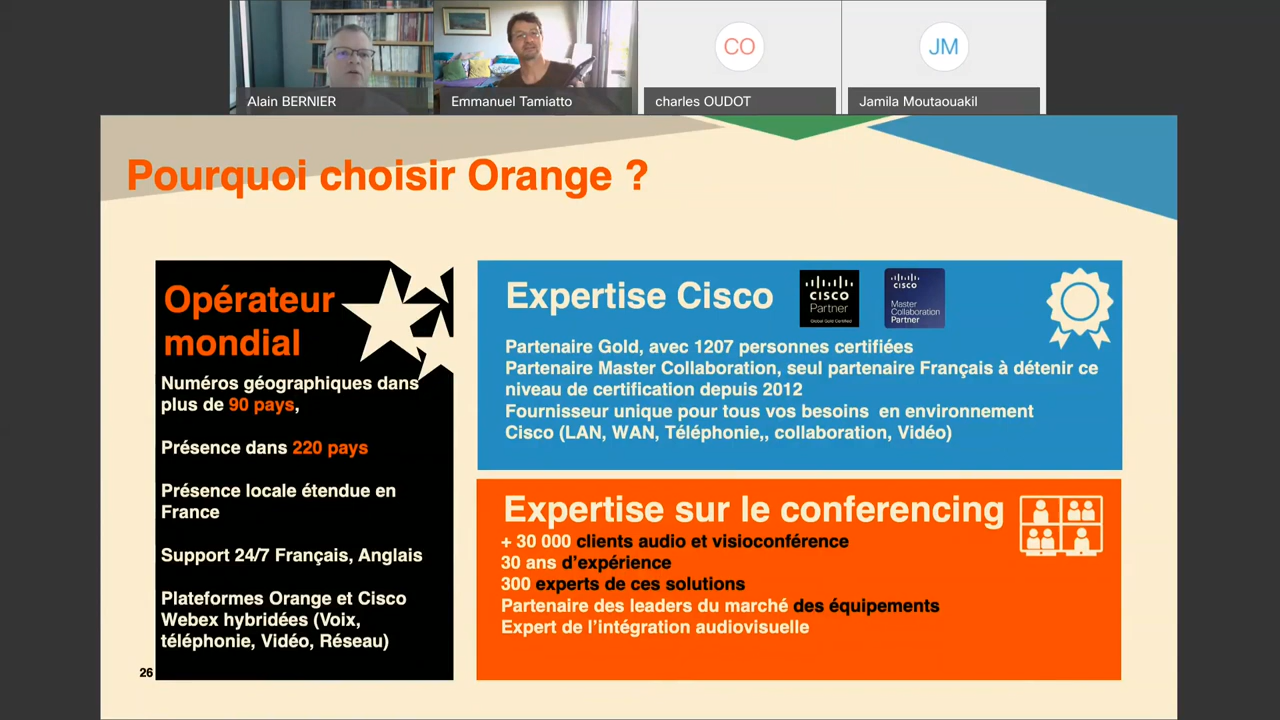 Alain BERNIER
Emmanuel Tamiatto
CO
charles OUDOT
JM
Jamila Moutaouakil
Pourquoi choisir Orange ?
Opérateur
mondial
Numéros géographiques dans
plus de 90 pays,
Présence dans 220 pays
Présence locale étendue en
France
Support 24/7 Français, Anglais
Plateformes Orange et Cisco
Webex hybridées (Voix,
téléphonie, Vidéo, Réseau)
26
Expertise Cisco
CISCO
Partner
Global Gold Certified
CISCO
Master
Collaboration
Partner
Partenaire Gold, avec 1207 personnes certifiées
Partenaire Master Collaboration, seul partenaire Français à détenir ce
niveau de certification depuis 2012
Fournisseur unique pour tous vos besoins  en environnement
Cisco (LAN, WAN, Téléphonie,, collaboration, Vidéo)
Expertise sur le conferencing
+ 30 000 clients audio et visioconférence
30 ans d’expérience
300 experts de ces solutions
Partenaire des leaders du marché des équipements
Expert de l’intégration audiovisuelle